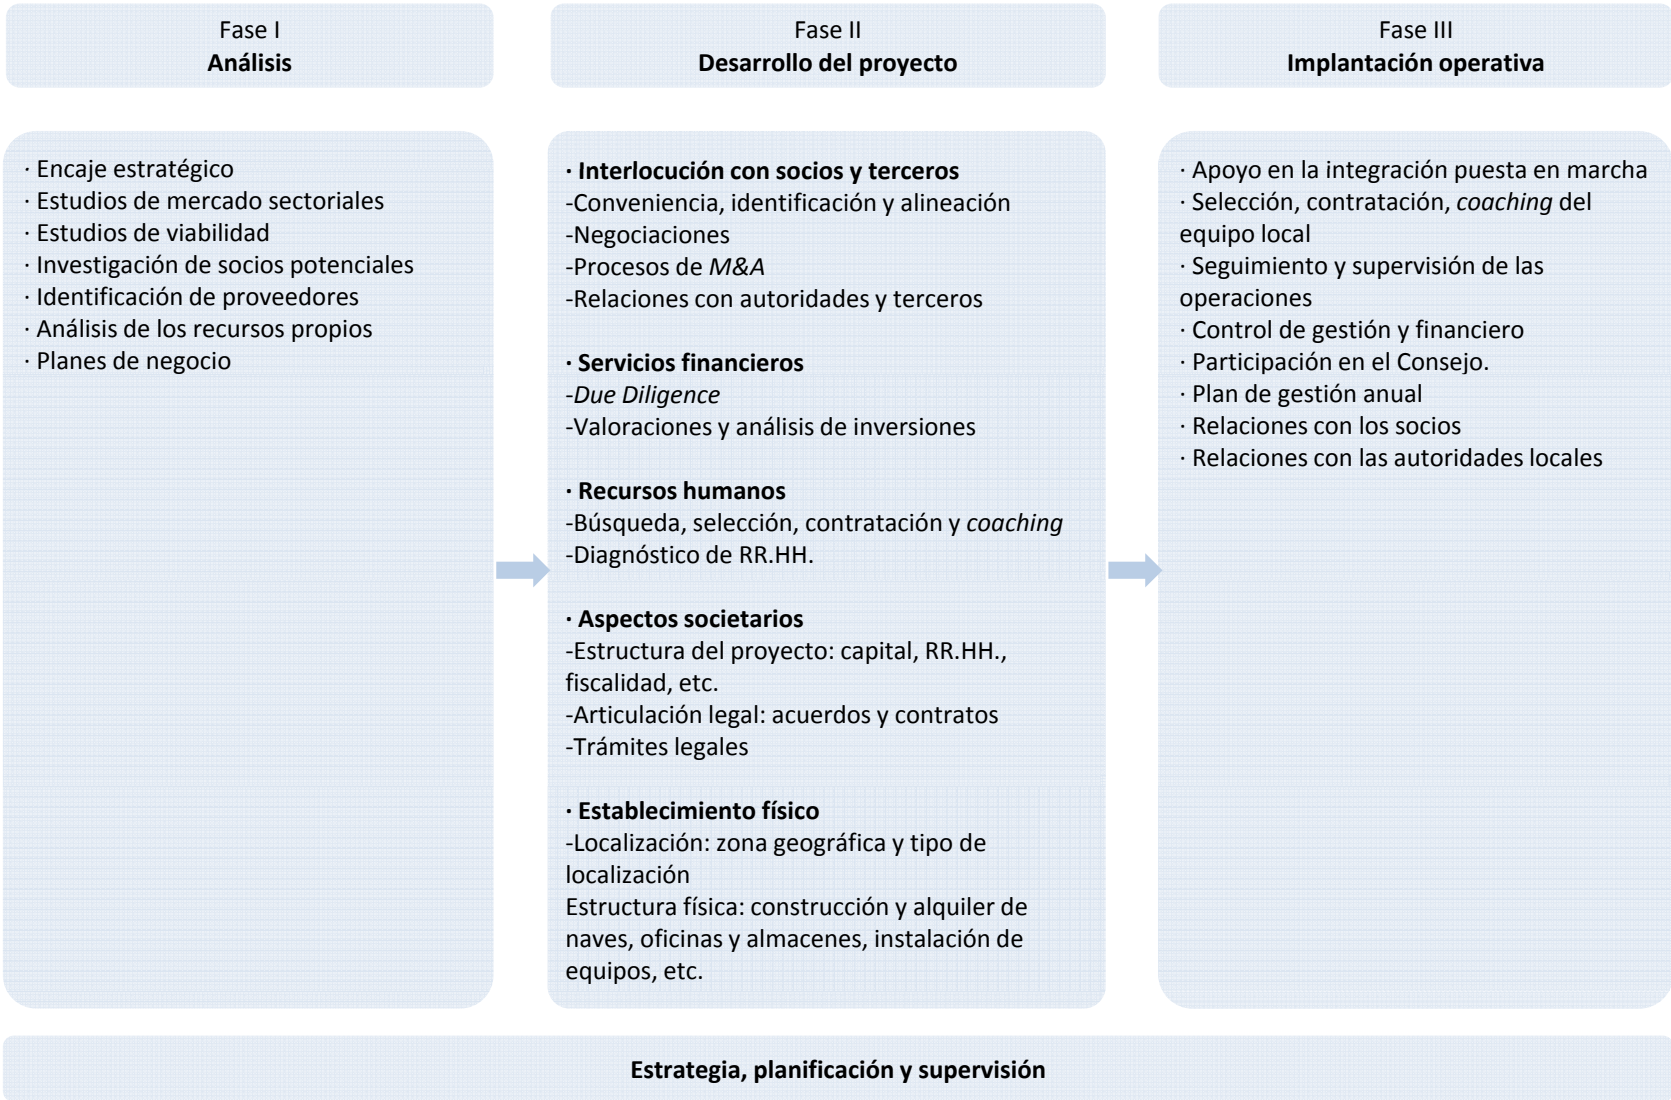 Fase I
Análisis
Fase II
Desarrollo del proyecto
Fase III
Implantación operativa
· Encaje estratégico
· Estudios de mercado sectoriales
· Estudios de viabilidad
· Investigación de socios potenciales
· Identificación de proveedores
· Análisis de los recursos propios
· Planes de negocio
· Interlocución con socios y terceros
-Conveniencia, identificación y alineación
-Negociaciones
-Procesos de M&A
-Relaciones con autoridades y terceros
· Servicios financieros
-Due Diligence
-Valoraciones y análisis de inversiones
· Recursos humanos
-Búsqueda, selección, contratación y coaching
-Diagnóstico de RR.HH.
· Aspectos societarios
-Estructura del proyecto: capital, RR.HH.,
fiscalidad, etc.
-Articulación legal: acuerdos y contratos
-Trámites legales
· Establecimiento físico
-Localización: zona geográfica y tipo de
localización
Estructura física: construcción y alquiler de
naves, oficinas y almacenes, instalación de
equipos, etc.
· Apoyo en la integración puesta en marcha
· Selección, contratación, coaching del
equipo local
· Seguimiento y supervisión de las
operaciones
· Control de gestión y financiero
· Participación en el Consejo.
· Plan de gestión anual
· Relaciones con los socios
· Relaciones con las autoridades locales
Estrategia, planificación y supervisión